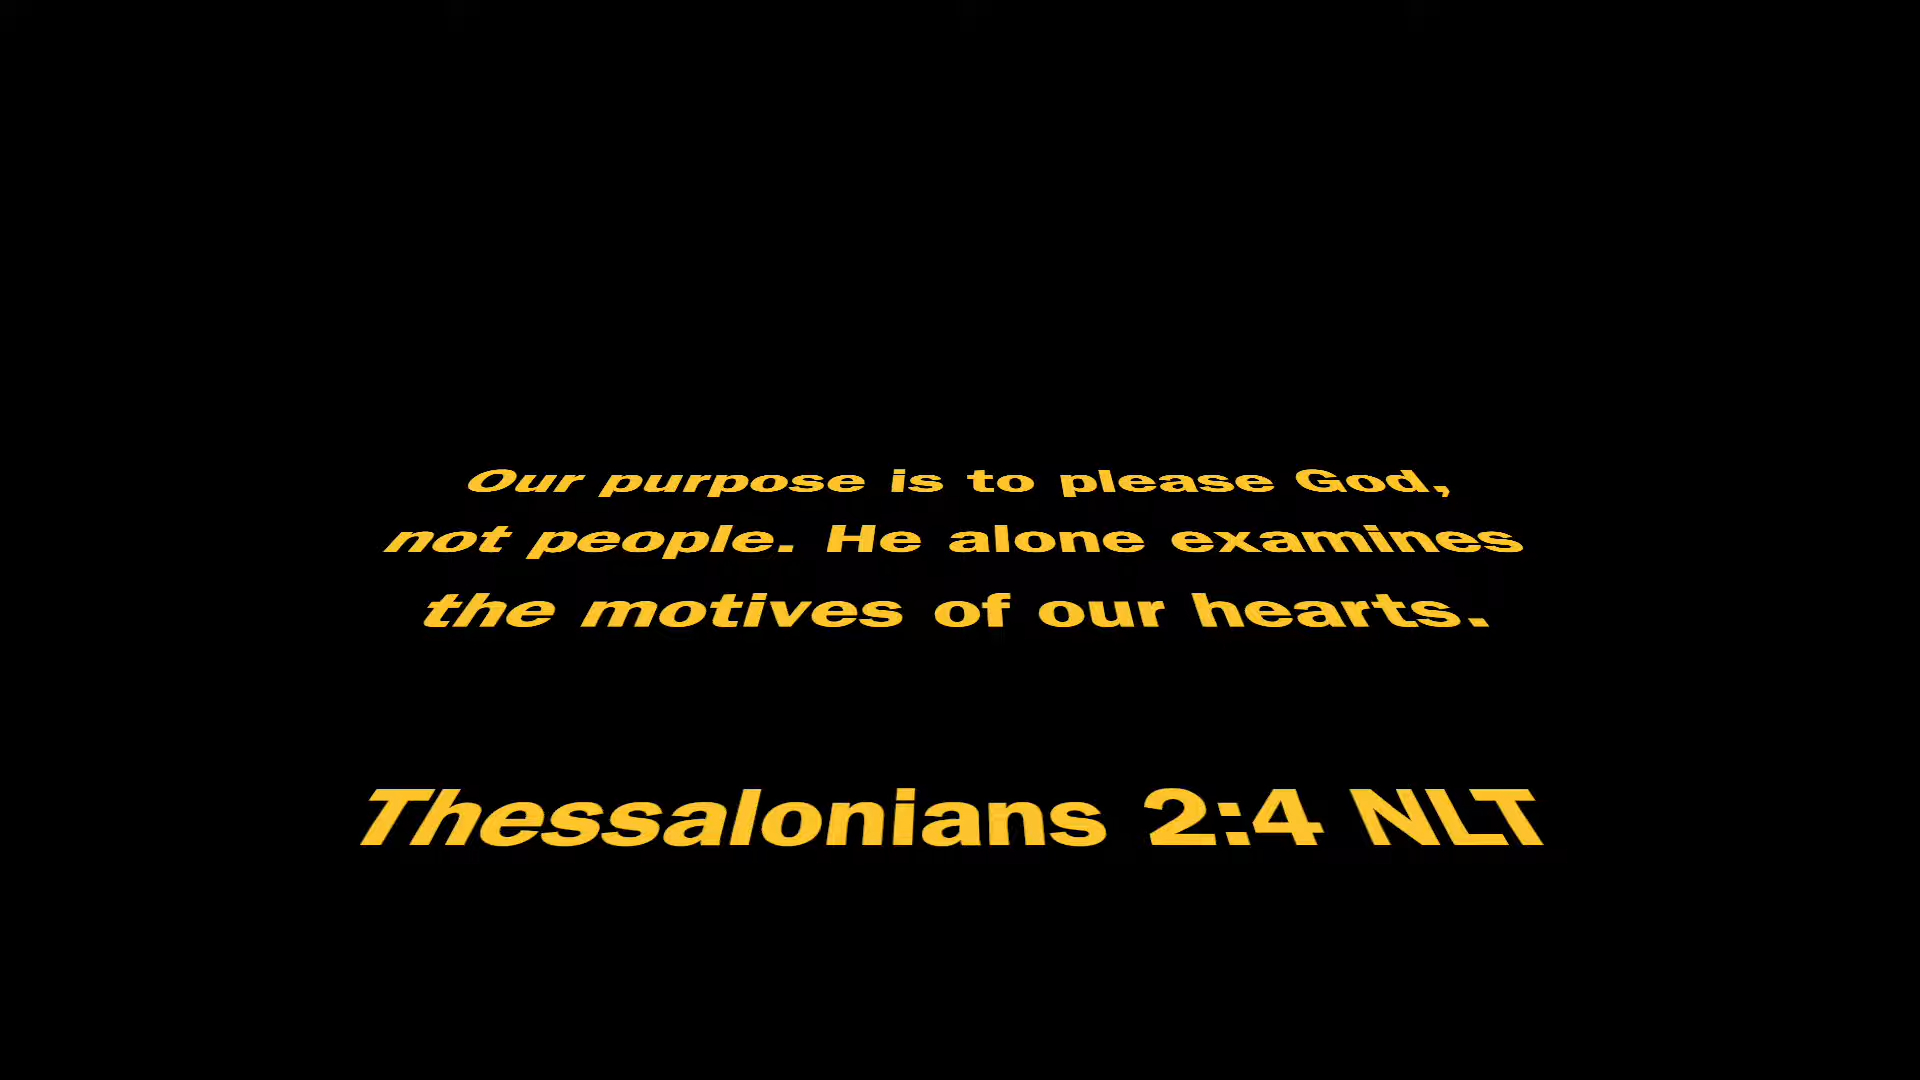 Our purpose is to please God,
not people. He alone examines
the motives of our hearts.
Thessalonians 2:4 NLT